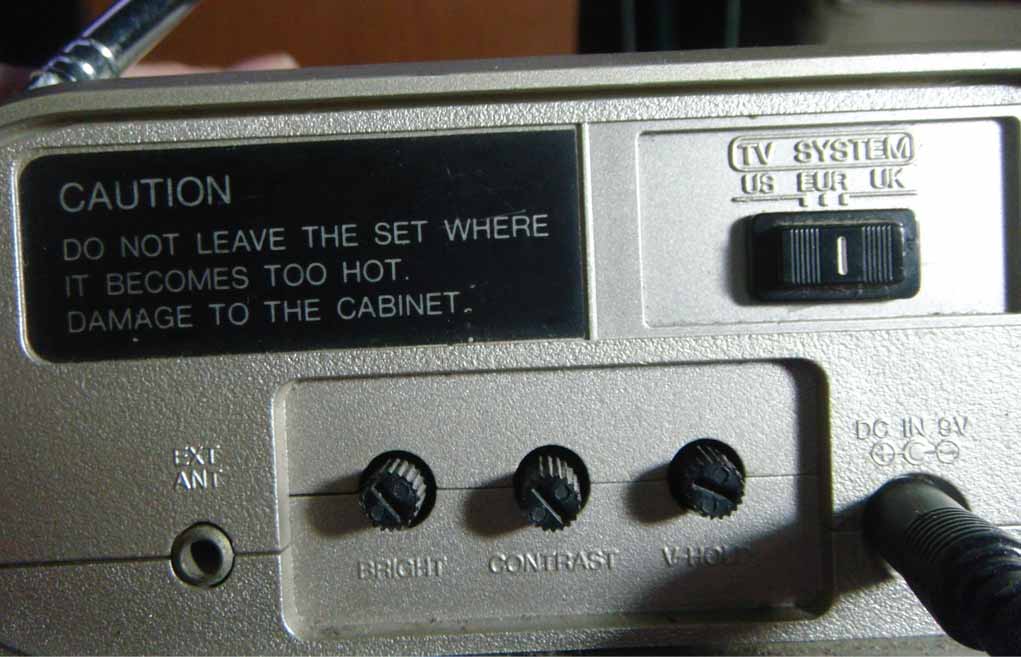 CAUTION
DO NOT LEAVE THE SET WHERE
IT BECOMES TOO HOT.
DAMAGE TO THE CABINET.
TV SYSTEM
US EUR UK
DC IN 9V
EXT
ANT
BRIGHT CONTRAST V-HOLD